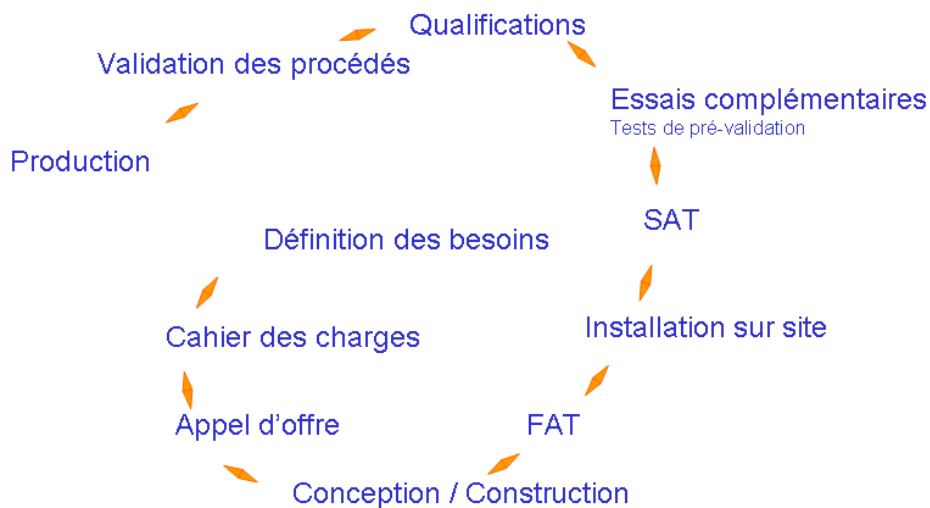 Qualifications
Validation des procédés
Essais complémentaires
Tests de pré-validation
Production
SAT
Définition des besoins
Installation sur site
Cahier des charges
Appel d’offre
FAT
Conception / Construction